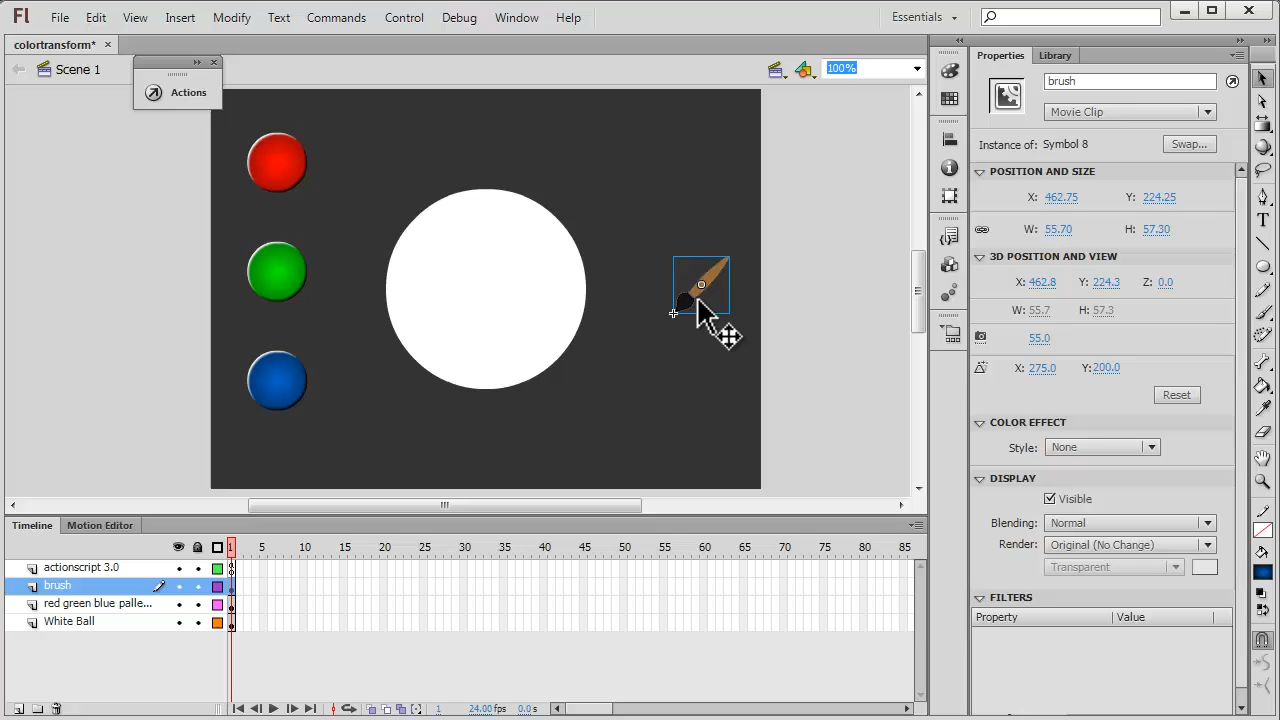 Fl File Edit View Insert Modify Text Commands Control Debug Window Help Essentials
colortransform* ×
Scene 1
100%
Actions
Properties Library
brush
Movie Clip
Instance of: Symbol 8 Swap...
POSITION AND SIZE
X: 462.75 Y: 224.25
W: 55.70 H: 57.30
3D POSITION AND VIEW
X: 462.8 Y: 224.3 Z: 0.0
W: 55.7 H: 57.3
55.0
X: 275.0 Y: 200.0
Reset
COLOR EFFECT
Style: None
DISPLAY
Visible
Blending: Normal
Render: Original (No Change)
Transparent
FILTERS
Property Value
Timeline Motion Editor
1 5 10 15 20 25 30 35 40 45 50 55 60 65 70 75 80 85
actionscript 3.0
brush
red green blue palle...
White Ball
1 24.00 fps 0.0 s